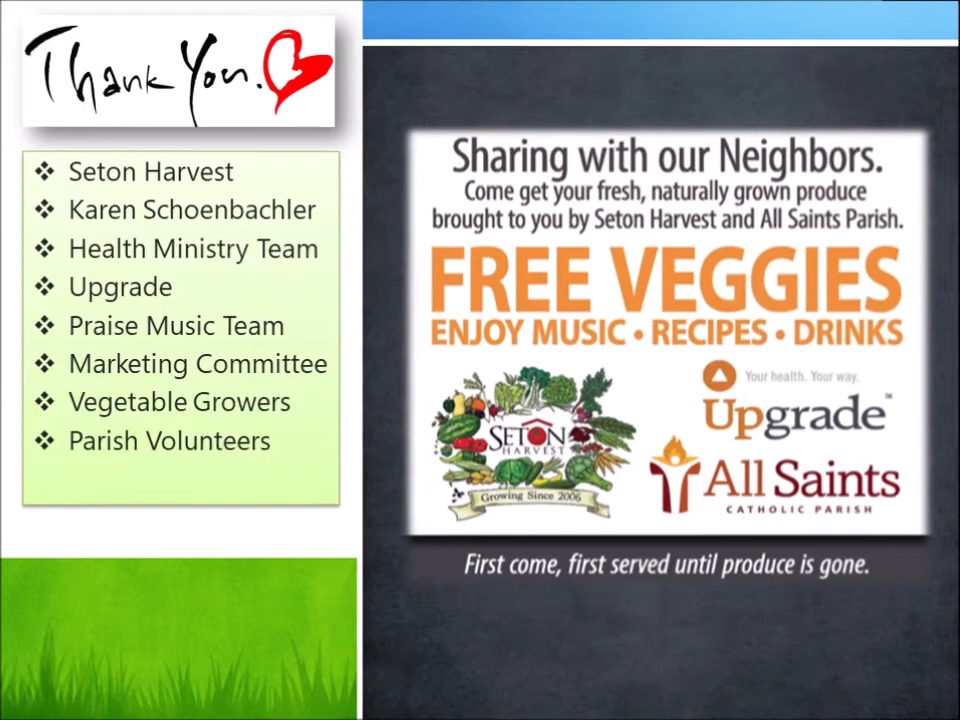 Thank You.
❖ Seton Harvest
❖ Karen Schoenbachler
❖ Health Ministry Team
❖ Upgrade
❖ Praise Music Team
❖ Marketing Committee
❖ Vegetable Growers
❖ Parish Volunteers
Sharing with our Neighbors.
Come get your fresh, naturally grown produce
brought to you by Seton Harvest and All Saints Parish.
FREE VEGGIES
ENJOY MUSIC • RECIPES • DRINKS
SETON
HARVEST
Growing Since 2006
Your health. Your way.
Upgrade™
All Saints
CATHOLIC PARISH
First come, first served until produce is gone.